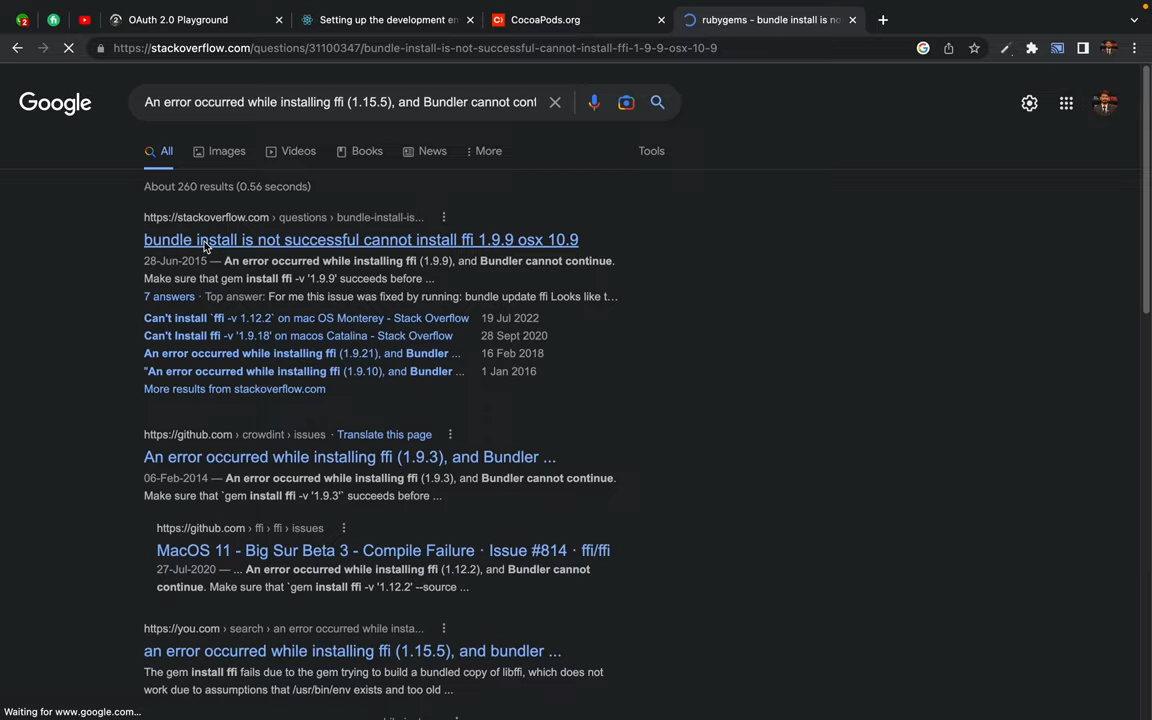 2
OAuth 2.0 Playground
Setting up the development en
CocoaPods.org
rubygems - bundle install is no
https://stackoverflow.com/questions/31100347/bundle-install-is-not-successful-cannot-install-ffi-1-9-9-osx-10-9
Google
An error occurred while installing ffi (1.15.5), and Bundler cannot cont
All
Images
Videos
Books
News
More
Tools
About 260 results (0.56 seconds)
https://stackoverflow.com › questions › bundle-install-is...
bundle install is not successful cannot install ffi 1.9.9 osx 10.9
28-Jun-2015 — An error occurred while installing ffi (1.9.9), and Bundler cannot continue.
Make sure that gem install ffi -v '1.9.9' succeeds before ...
7 answers · Top answer: For me this issue was fixed by running: bundle update ffi Looks like t...
Can't install `ffi -v 1.12.2` on mac OS Monterey - Stack Overflow 19 Jul 2022
Can't Install ffi -v '1.9.18' on macos Catalina - Stack Overflow 28 Sept 2020
An error occurred while installing ffi (1.9.21), and Bundler ... 16 Feb 2018
"An error occurred while installing ffi (1.9.10), and Bundler ... 1 Jan 2016
More results from stackoverflow.com
https://github.com › crowdint › issues · Translate this page
An error occurred while installing ffi (1.9.3), and Bundler ...
06-Feb-2014 — An error occurred while installing ffi (1.9.3), and Bundler cannot continue.
Make sure that `gem install ffi -v '1.9.3'` succeeds before ...
https://github.com › ffi › ffi › issues
MacOS 11 - Big Sur Beta 3 - Compile Failure · Issue #814 · ffi/ffi
27-Jul-2020 — ... An error occurred while installing ffi (1.12.2), and Bundler cannot
continue. Make sure that `gem install ffi -v '1.12.2' --source ...
https://you.com › search › an error occurred while insta...
an error occurred while installing ffi (1.15.5), and bundler ...
The gem install ffi fails due to the gem trying to build a bundled copy of libffi, which does not
work due to assumptions that /usr/bin/env exists and too old ...
Waiting for www.google.com...